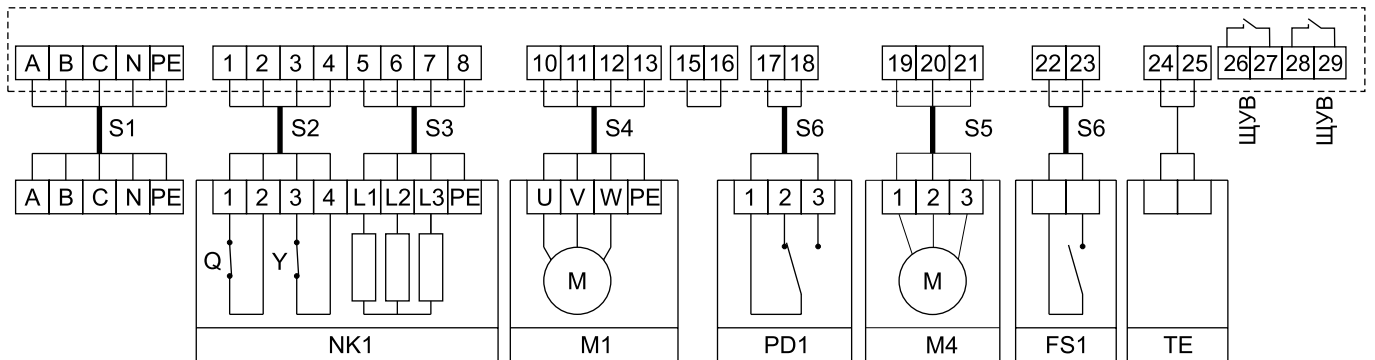 A B C N PE 1 2 3 4 5 6 7 8 10 11 12 13 15 16 17 18 19 20 21 22 23 24 25 26 27 28 29
S1 S2 S3 S4 S6 S5 S6 ЩУВ ЩУВ
A B C N PE 1 2 3 4 L1 L2 L3 PE U V W PE 1 2 3 1 2 3
Q Y M M
NK1 M1 PD1 M4 FS1 TE